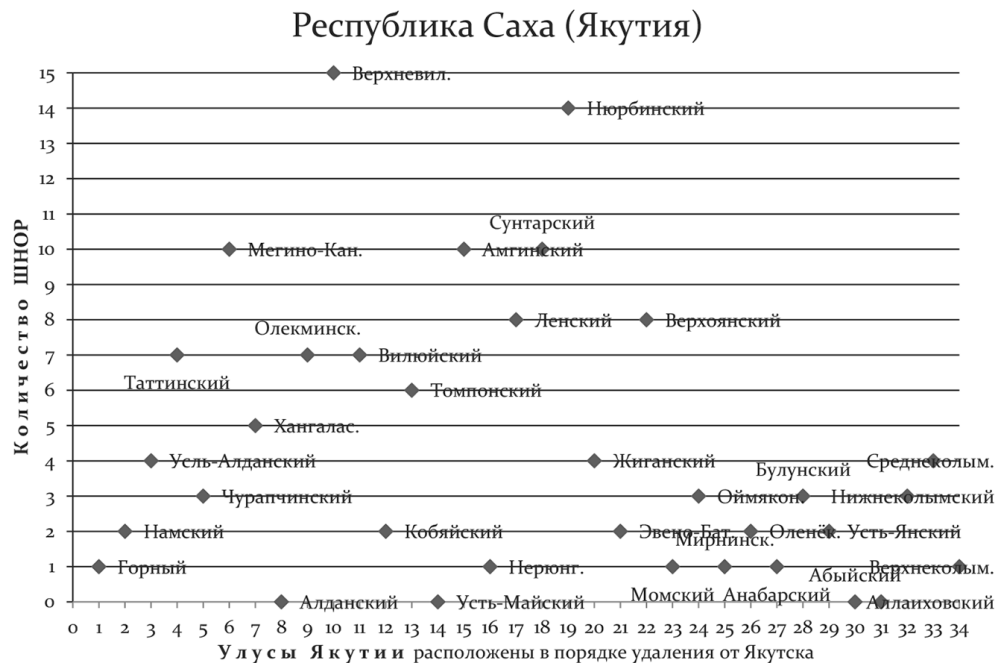 Республика Саха (Якутия)
15 Верхневил.
14 Нюрбинский
13
12
11 Сунтарский
10 Мегино-Кан. Амгинский
9
8 Ленский Верхоянский
Олекминск.
7 Вилюйский
Таттинский
6 Томпонский
5 Хангалас.
4 Усль-Алданский Жиганский Среднеколым.
Булунский
3 Чурапчинский Оймякон. Нижнеколымский
2 Намский Кобяйский Эвено-Бат. Оленёк. Усть-Янский
Мирнинск.
1 Горный Нерюнг. Верхнеколым.
Абыйский
Момский Анабарский
0 Алданский Усть-Майский Аллаиховский
0 1 2 3 4 5 6 7 8 9 10 11 12 13 14 15 16 17 18 19 20 21 22 23 24 25 26 27 28 29 30 31 32 33 34
Улусы Якутии расположены в порядке удаления от Якутска
Количество ШНОР